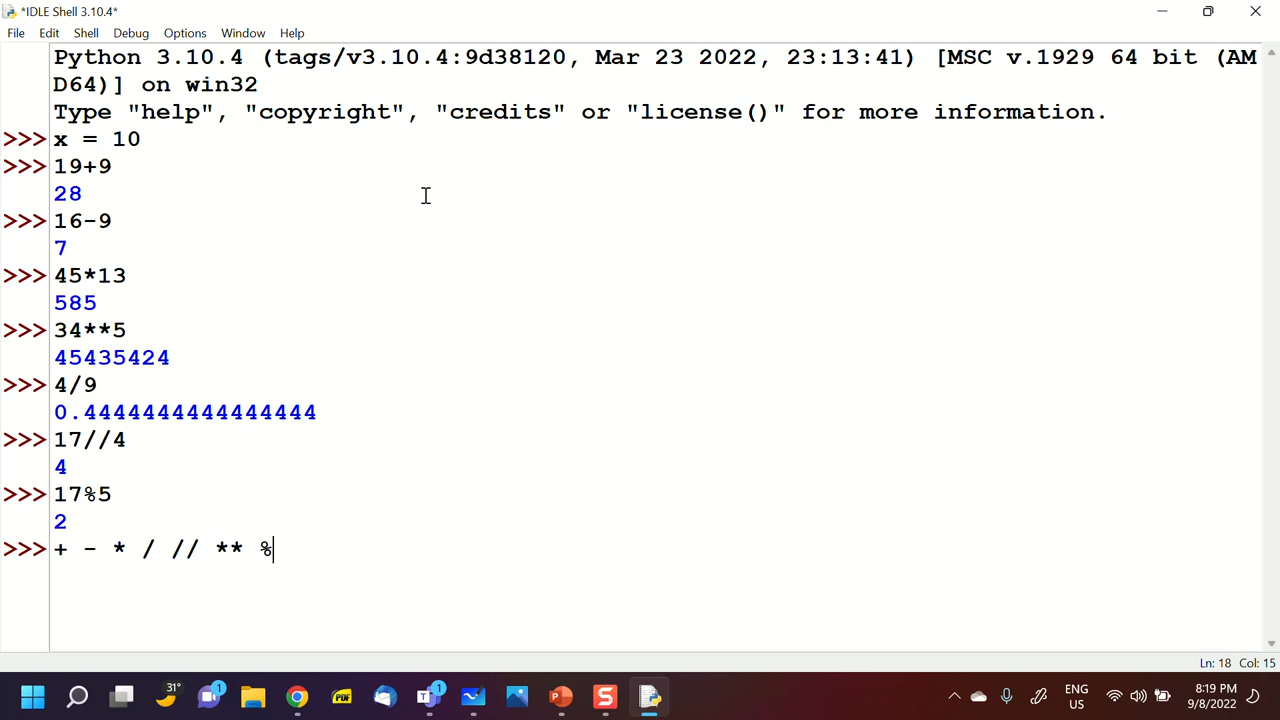 *IDLE Shell 3.10.4*
File Edit Shell Debug Options Window Help
Python 3.10.4 (tags/v3.10.4:9d38120, Mar 23 2022, 23:13:41) [MSC v.1929 64 bit (AM
D64)] on win32
Type "help", "copyright", "credits" or "license()" for more information.
>>> x = 10
>>> 19+9
28
>>> 16-9
7
>>> 45*13
585
>>> 34**5
45435424
>>> 4/9
0.4444444444444444
>>> 17//4
4
>>> 17%5
2
>>> + - * / // ** %
Ln: 18 Col: 15
31°
1
PDF
T
1
P
S
ENG
US
8:19 PM
9/8/2022